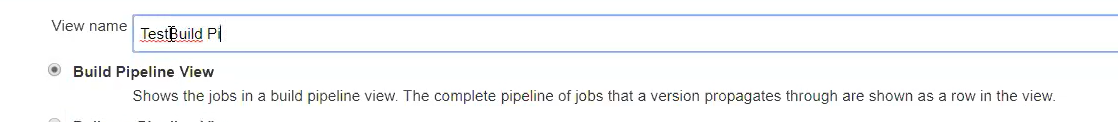 View name
TestBuild Pi
Build Pipeline View
Shows the jobs in a build pipeline view. The complete pipeline of jobs that a version propagates through are shown as a row in the view.